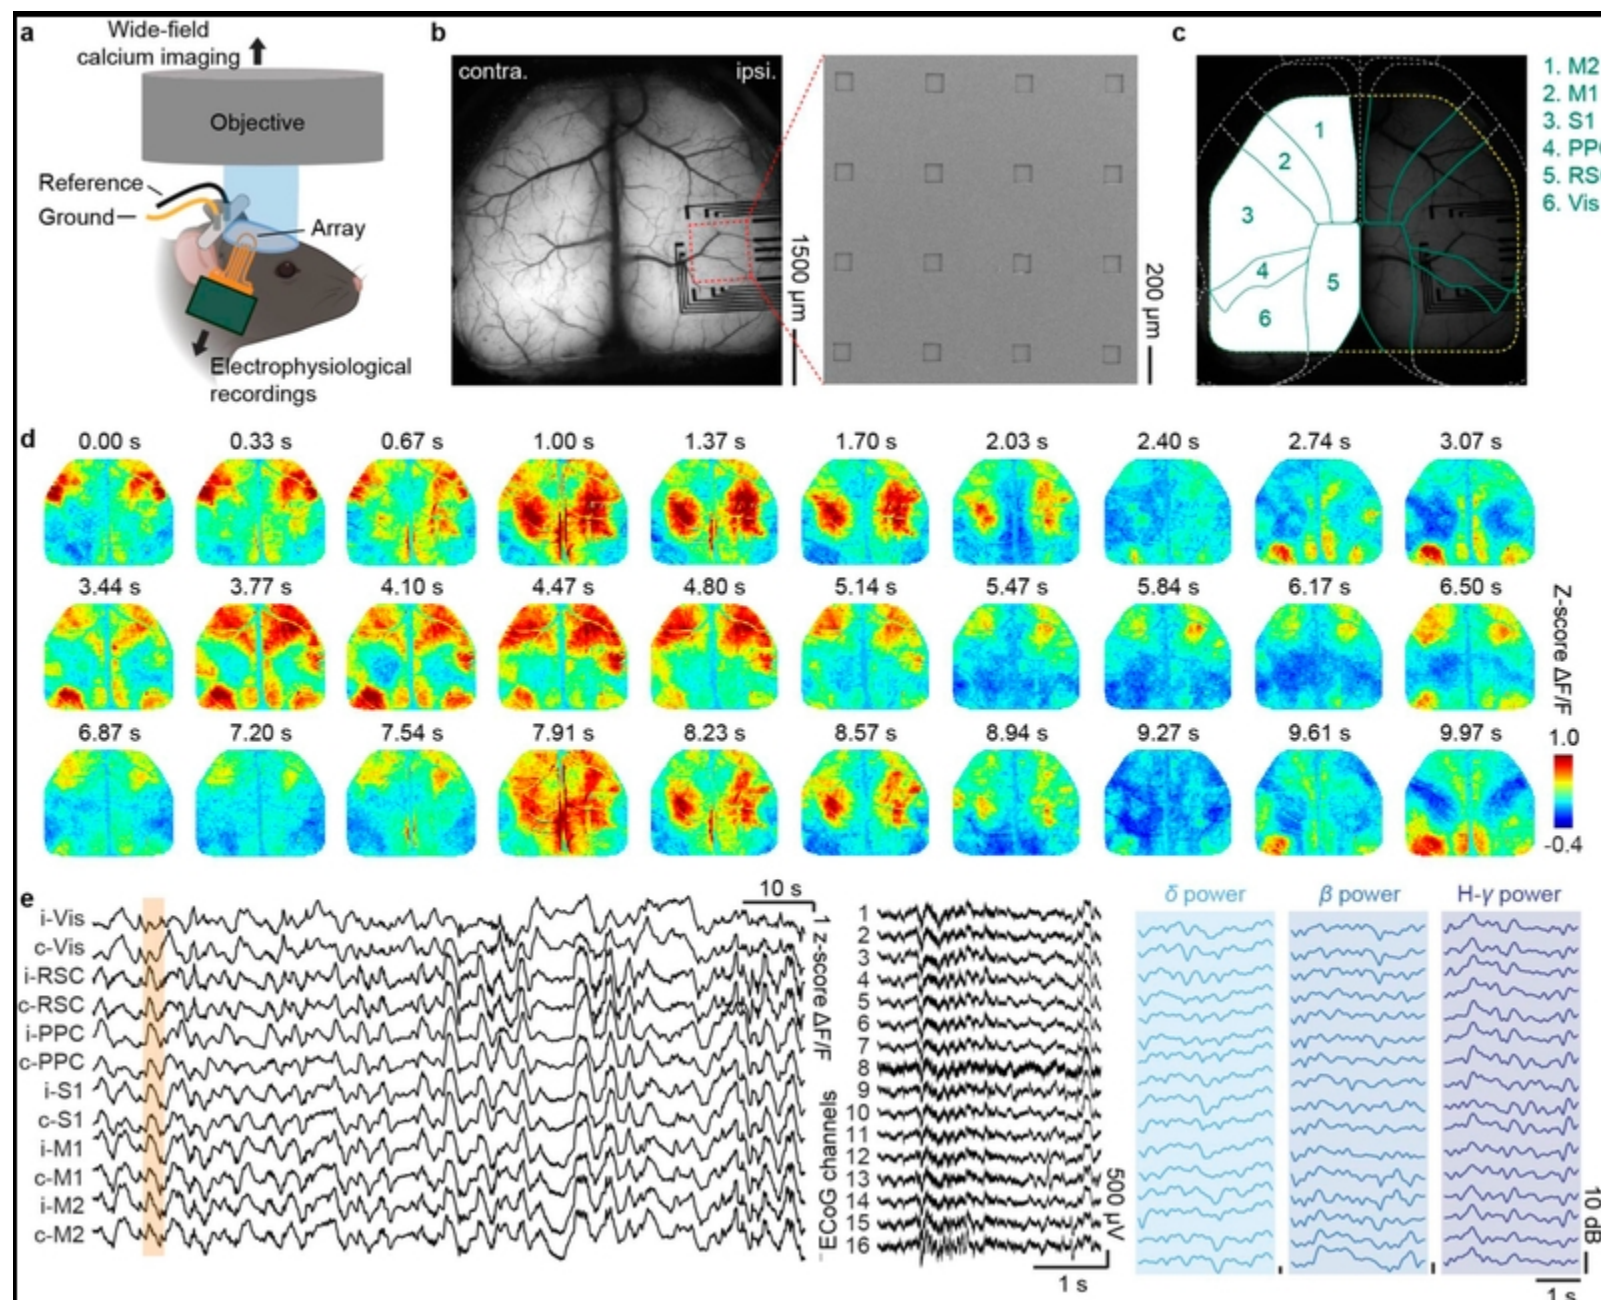 a
Wide-field
calcium imaging
Objective
Reference
Ground
Array
Electrophysiological
recordings
b
contra.
ipsi.
1500 µm
200 µm
c
1
2
3
4
5
6
1. M2
2. M1
3. S1
4. PP
5. RS
6. Vis
d
0.00 s 0.33 s 0.67 s 1.00 s 1.37 s 1.70 s 2.03 s 2.40 s 2.74 s 3.07 s
3.44 s 3.77 s 4.10 s 4.47 s 4.80 s 5.14 s 5.47 s 5.84 s 6.17 s 6.50 s
6.87 s 7.20 s 7.54 s 7.91 s 8.23 s 8.57 s 8.94 s 9.27 s 9.61 s 9.97 s
Z-score ΔF/F
1.0
-0.4
e
i-Vis
c-Vis
i-RSC
c-RSC
i-PPC
c-PPC
i-S1
c-S1
i-M1
c-M1
i-M2
c-M2
10 s
1 z-score ΔF/F
ECoG channels
1
2
3
4
5
6
7
8
9
10
11
12
13
14
15
16
500 µV
1 s
δ power
β power
H-γ power
10 dB
1 s